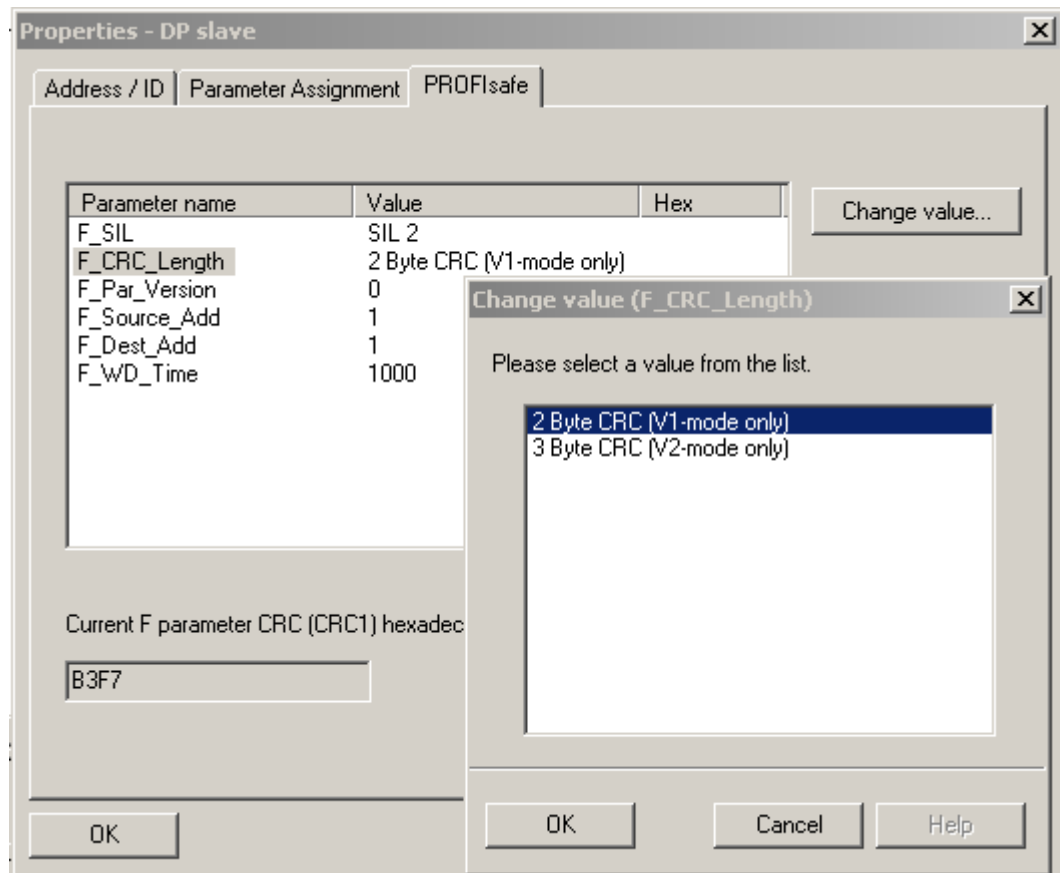 Properties - DP slave
Address / ID
Parameter Assignment
PROFIsafe
Parameter name Value Hex
Change value...
F_SIL SIL 2
F_CRC_Length 2 Byte CRC (V1-mode only)
F_Par_Version 0
F_Source_Add 1
F_Dest_Add 1
F_WD_Time 1000
Current F parameter CRC (CRC1) hexadec
B3F7
OK
Change value (F_CRC_Length)
Please select a value from the list.
2 Byte CRC (V1-mode only)
3 Byte CRC (V2-mode only)
OK
Cancel
Help